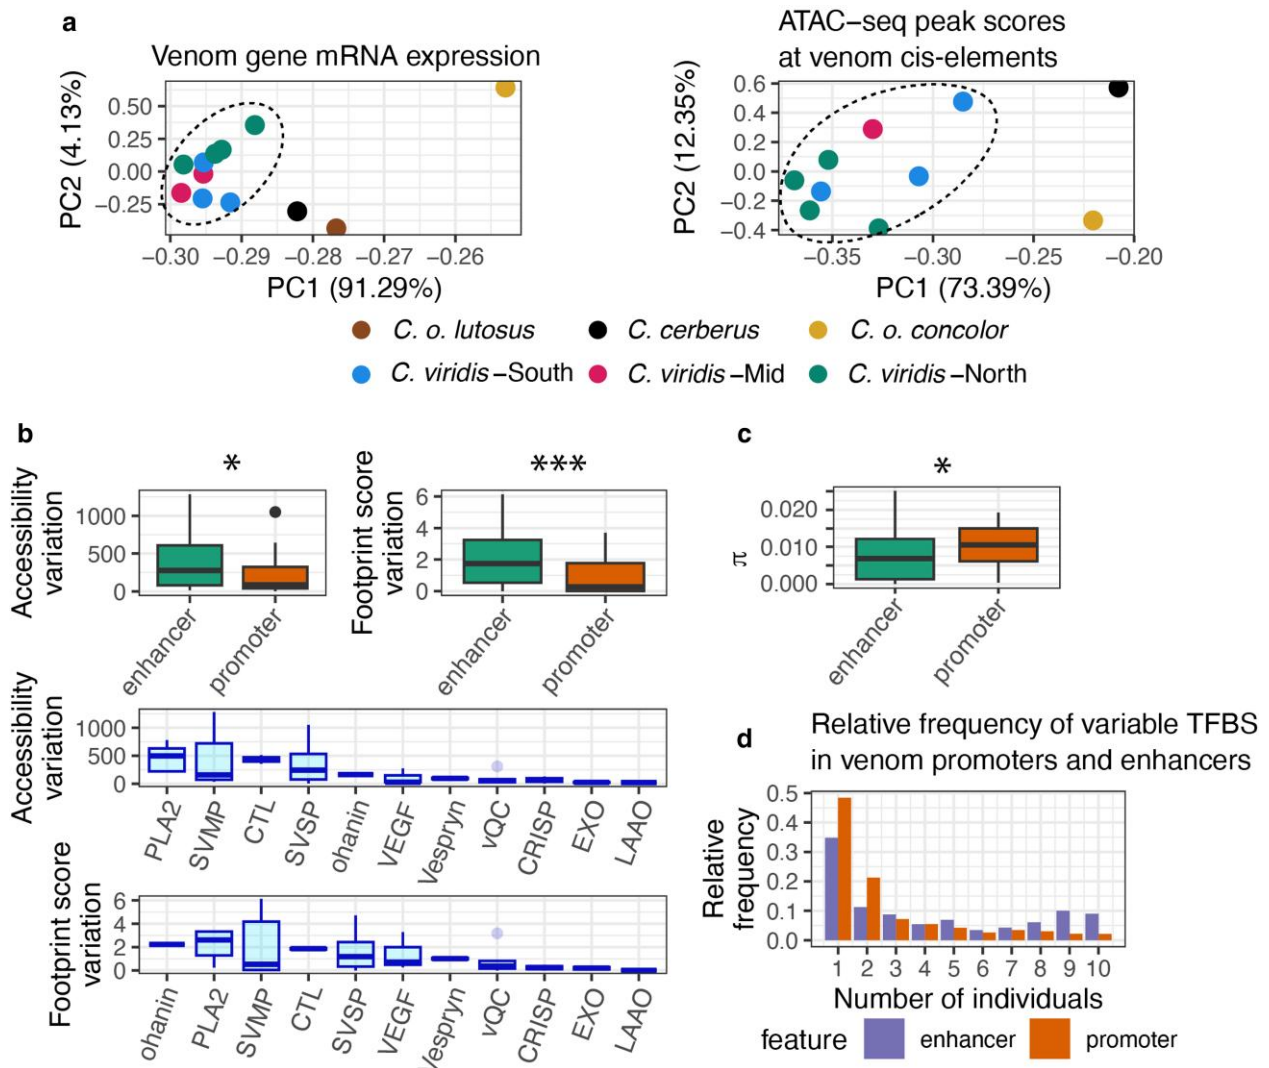 a
Venom gene mRNA expression
PC2 (4.13%)
0.50
0.25
0.00
−0.25
−0.30 −0.29 −0.28 −0.27 −0.26
PC1 (91.29%)
ATAC−seq peak scores
at venom cis−elements
PC2 (12.35%)
0.6
0.4
0.2
−0.0
−0.2
−0.4
−0.35 −0.30 −0.25 −0.20
PC1 (73.39%)
C. o. lutosus C. cerberus C. o. concolor
C. viridis−South C. viridis−Mid C. viridis−North
b
Accessibility
variation
*
1000
500
0
enhancer
promoter
Footprint score
variation
***
6
4
2
0
enhancer
promoter
c
*
π
0.020
0.010
0.000
enhancer
promoter
Accessibility
variation
1000
500
0
PLA2 SVMP CTL SVSP ohanin VEGF Vespryn vQC CRISP EXO LAAO
Footprint score
variation
6
4
2
0
ohanin PLA2 SVMP CTL SVSP VEGF Vespryn vQC CRISP EXO LAAO
d
Relative frequency of variable TFBS
in venom promoters and enhancers
Relative
frequency
0.5
0.4
0.3
0.2
0.1
0.0
1 2 3 4 5 6 7 8 9 10
Number of individuals
feature enhancer promoter